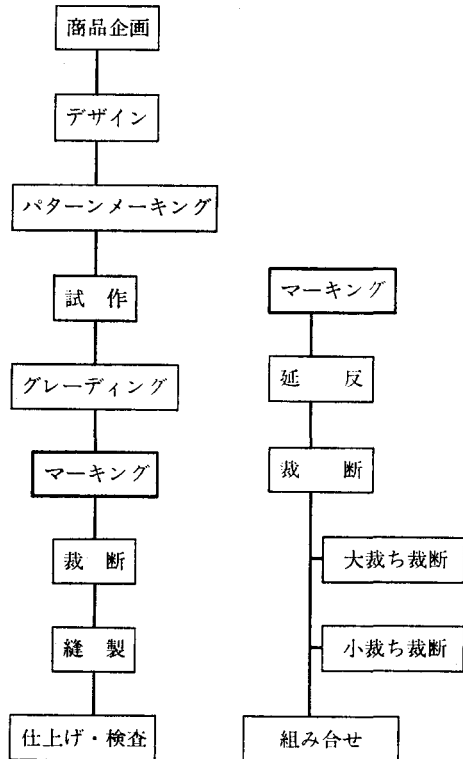 商品企画
デザイン
パターンメーキング
試作
グレーディング
マーキング
裁断
縫製
仕上げ・検査
マーキング
延反
裁断
大裁ち裁断
小裁ち裁断
組み合せ